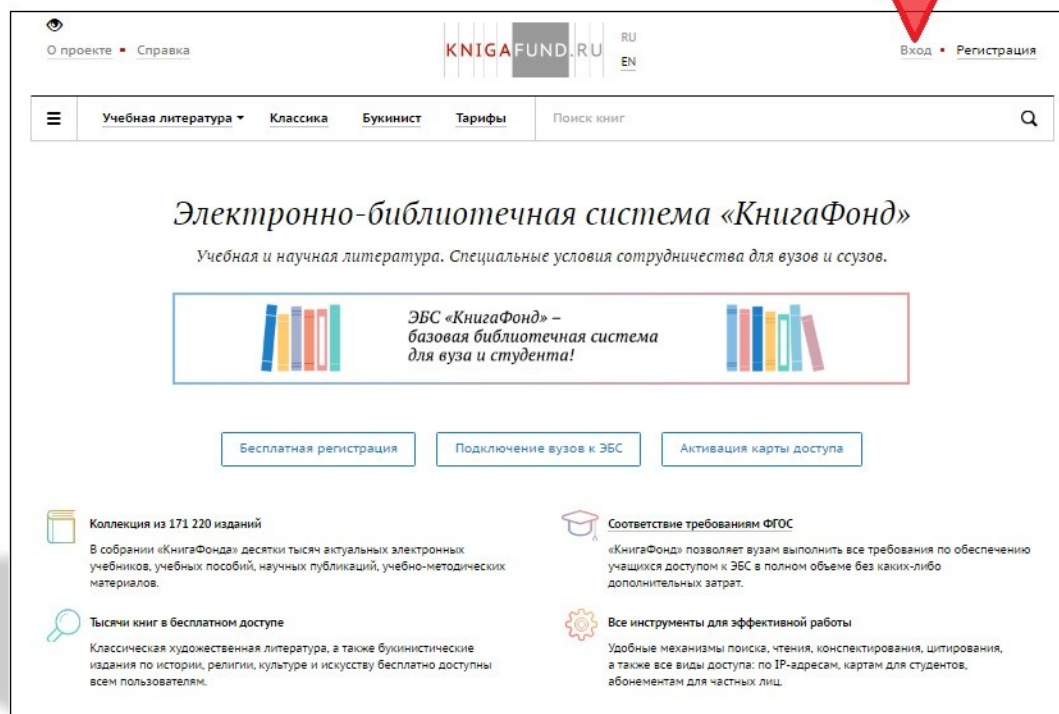 О проекте ▪ Справка
KNIGAFUND.RU
RU
EN
Вход ▪ Регистрация
Учебная литература
Классика
Букинист
Тарифы
Поиск книг
Электронно-библиотечная система «КнигаФонд»
Учебная и научная литература. Специальные условия сотрудничества для вузов и ссузов.
ЭБС «КнигаФонд» –
базовая библиотечная система
для вуза и студента!
Бесплатная регистрация
Подключение вузов к ЭБС
Активация карты доступа
Коллекция из 171 220 изданий
В собрании «КнигаФонда» десятки тысяч актуальных электронных
учебников, учебных пособий, научных публикаций, учебно-методических
материалов.
Соответствие требованиям ФГОС
«КнигаФонд» позволяет вузам выполнить все требования по обеспечению
учащихся доступом к ЭБС в полном объеме без каких-либо
дополнительных затрат.
Тысячи книг в бесплатном доступе
Классическая художественная литература, а также букинистические
издания по истории, религии, культуре и искусству бесплатно доступны
всем пользователям.
Все инструменты для эффективной работы
Удобные механизмы поиска, чтения, конспектирования, цитирования,
а также все виды доступа: по IP-адресам, картам для студентов,
абонементам для частных лиц.